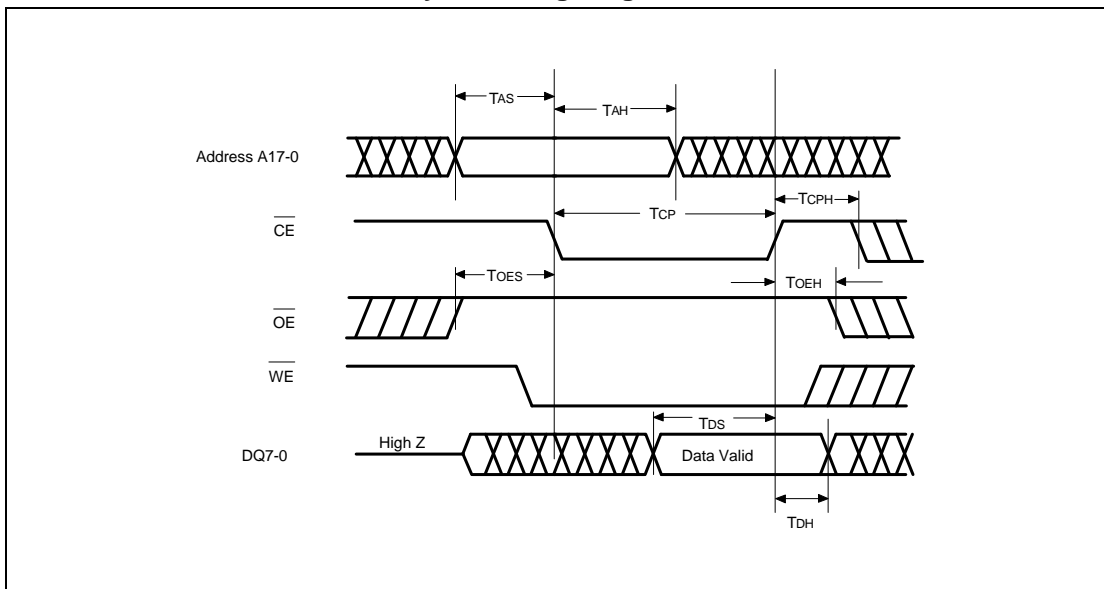 TAS
TAH
Address A17-0
TCPH
TCP
CE
TOES
TOEH
OE
WE
TDS
High Z
DQ7-0
Data Valid
TDH